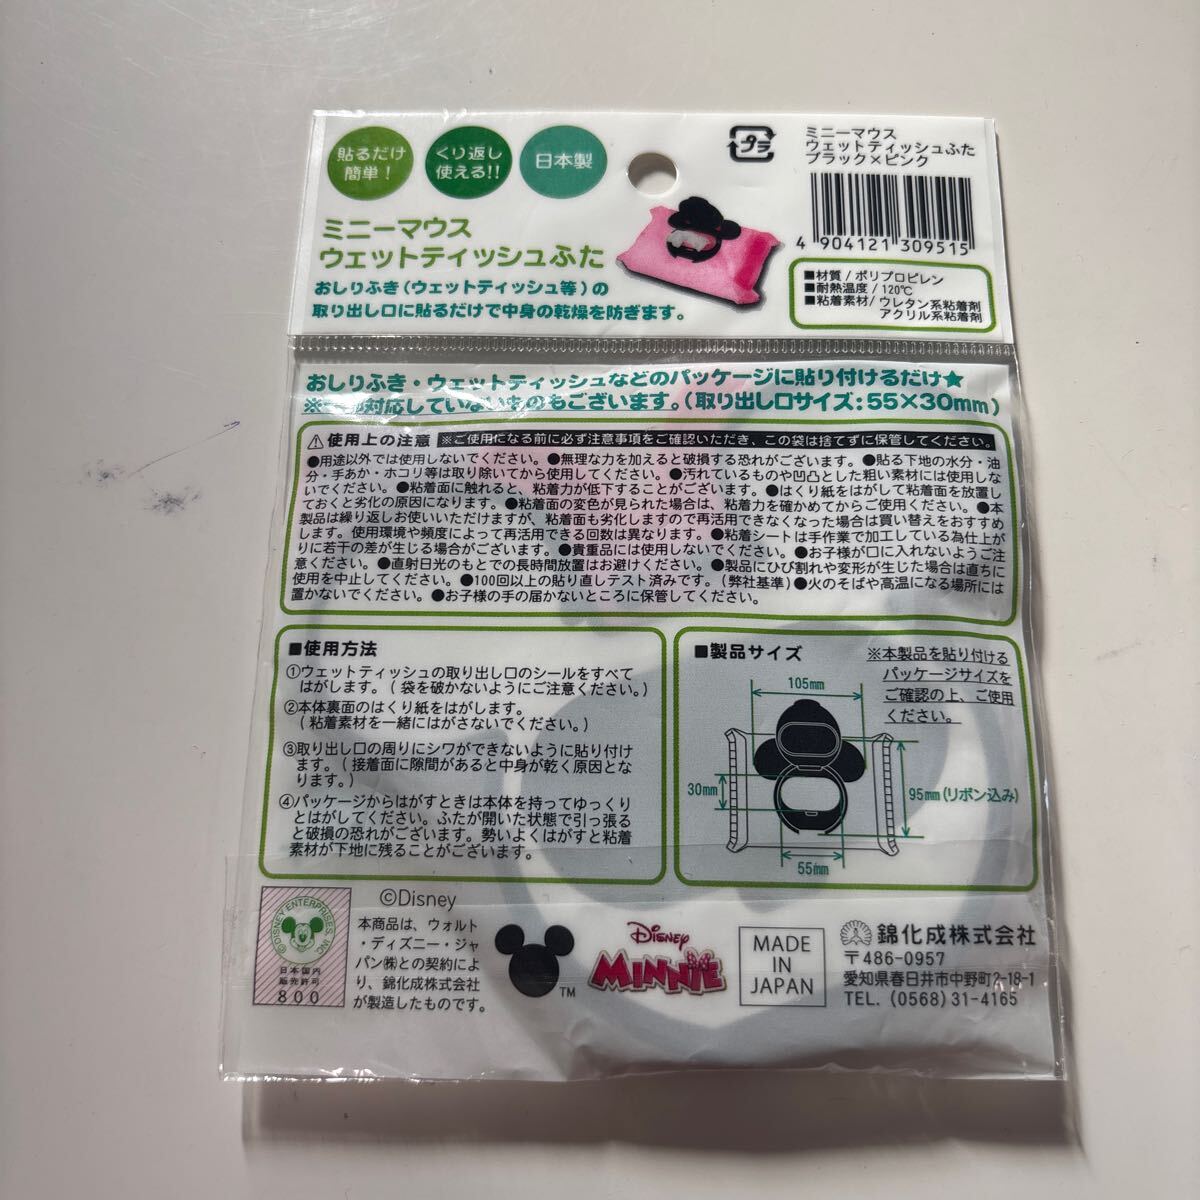 貼るだけ
簡単！
くり返し
使える!!
日本製
プラ
ミニーマウス
ウェットティッシュふた
ブラック×ピンク
4 904121 309515
ミニーマウス
ウェットティッシュふた
おしりふき（ウェットティッシュ等）の
取り出し口に貼るだけで中身の乾燥を防ぎます。
■材質/ポリプロピレン
■耐熱温度/120℃
■粘着素材/ウレタン系粘着剤
アクリル系粘着剤
おしりふき・ウェットティッシュなどのパッケージに貼り付けるだけ★
※一部対応していないものもございます。（取り出し口サイズ：55×30mm）
⚠使用上の注意 ※ご使用になる前に必ず注意事項をご確認いただき、この袋は捨てずに保管してください。
●用途以外では使用しないでください。●無理な力を加えると破損する恐れがございます。●貼る下地の水分・油
分・手あか・ホコリ等は取り除いてから使用してください。●汚れているものや凹凸とした粗い素材には使用しな
いでください。●粘着面に触れると、粘着力が低下することがございます。●はくり紙をはがして粘着面を放置し
ておくと劣化の原因になります。●粘着面の変色が見られた場合は、粘着力を確かめてからご使用ください。●本
製品は繰り返しお使いいただけますが、粘着面も劣化しますので再活用できなくなった場合は買い替えをおすすめ
します。使用環境や頻度によって再活用できる回数は異なります。●粘着シートは手作業で加工している為仕上が
りに若干の差が生じる場合がございます。●貴重品には使用しないでください。●お子様が口に入れないようご注
意ください。●直射日光のもとでの長時間放置はお避けください。●製品にひび割れや変形が生じた場合は直ちに
使用を中止してください。●100回以上の貼り直しテスト済みです。（弊社基準）●火のそばや高温になる場所には
置かないでください。●お子様の手の届かないところに保管してください。
■使用方法
①ウェットティッシュの取り出し口のシールをすべて
はがします。（袋を破かないようにご注意ください。）
②本体裏面のはくり紙をはがします。
（粘着素材を一緒にはがさないでください。）
③取り出し口の周りにシワができないように貼り付け
ます。（接着面に隙間があると中身が乾く原因とな
ります。）
④パッケージからはがすときは本体を持ってゆっくり
とはがしてください。ふたが開いた状態で引っ張る
と破損の恐れがございます。勢いよくはがすと粘着
素材が下地に残ることがございます。
■製品サイズ
※本製品を貼り付ける
パッケージサイズを
ご確認の上、ご使用
ください。
105mm
30mm
95mm(リボン込み)
55mm
©DISNEY ENTERPRISES, INC.
日本国内
販売許可
800
©Disney
本商品は、ウォルト
・ディズニー・ジャ
パン㈱との契約によ
り、錦化成株式会社
が製造したものです。
TM
Disney
MINNIE
MADE
IN
JAPAN
錦化成株式会社
〒486-0957
愛知県春日井市中野町2-18-1
TEL. (0568) 31-4165